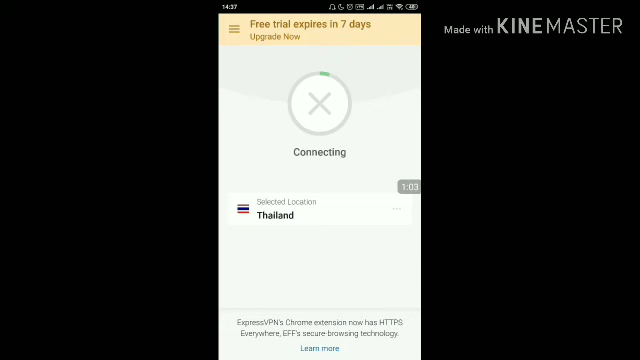 14:37
Free trial expires in 7 days
Upgrade Now
Made with KINEMASTER
Connecting
1:03
Selected Location
Thailand
ExpressVPN's Chrome extension now has HTTPS
Everywhere, EFF's secure-browsing technology.
Learn more